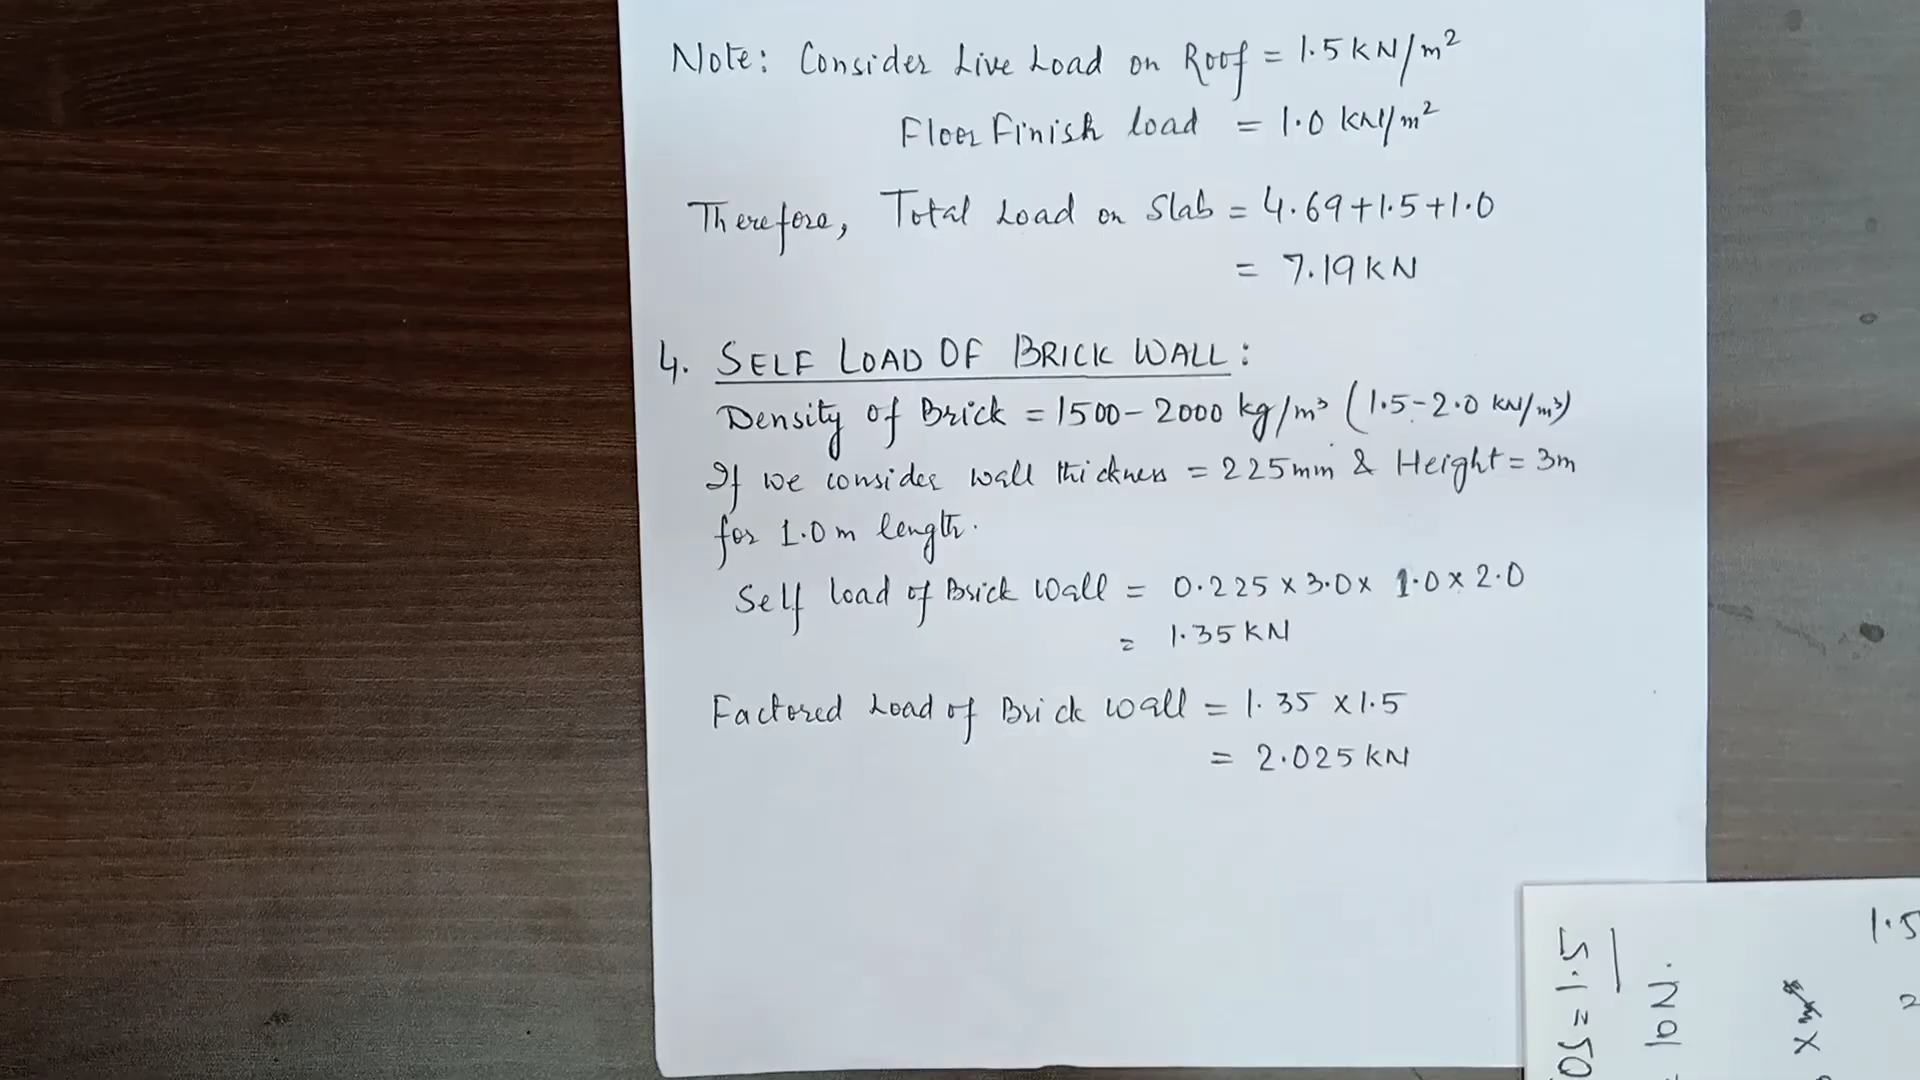 Note: Consider Live Load on Roof = 1.5 KN/m²
Floor Finish load = 1.0 kN/m²
Therefore, Total Load on Slab = 4.69+1.5+1.0
= 7.19 KN
4. SELF LOAD OF BRICK WALL:
Density of Brick = 1500-2000 kg/m³ (1.5-2.0 kN/m³)
If we consider wall thickness = 225mm & Height = 3m
for 1.0m length.
Self load of Brick Wall = 0.225 x 3.0 x 1.0 x 2.0
= 1.35 KN
Factored Load of Brick Wall = 1.35 x 1.5
= 2.025 KN
1.5
2